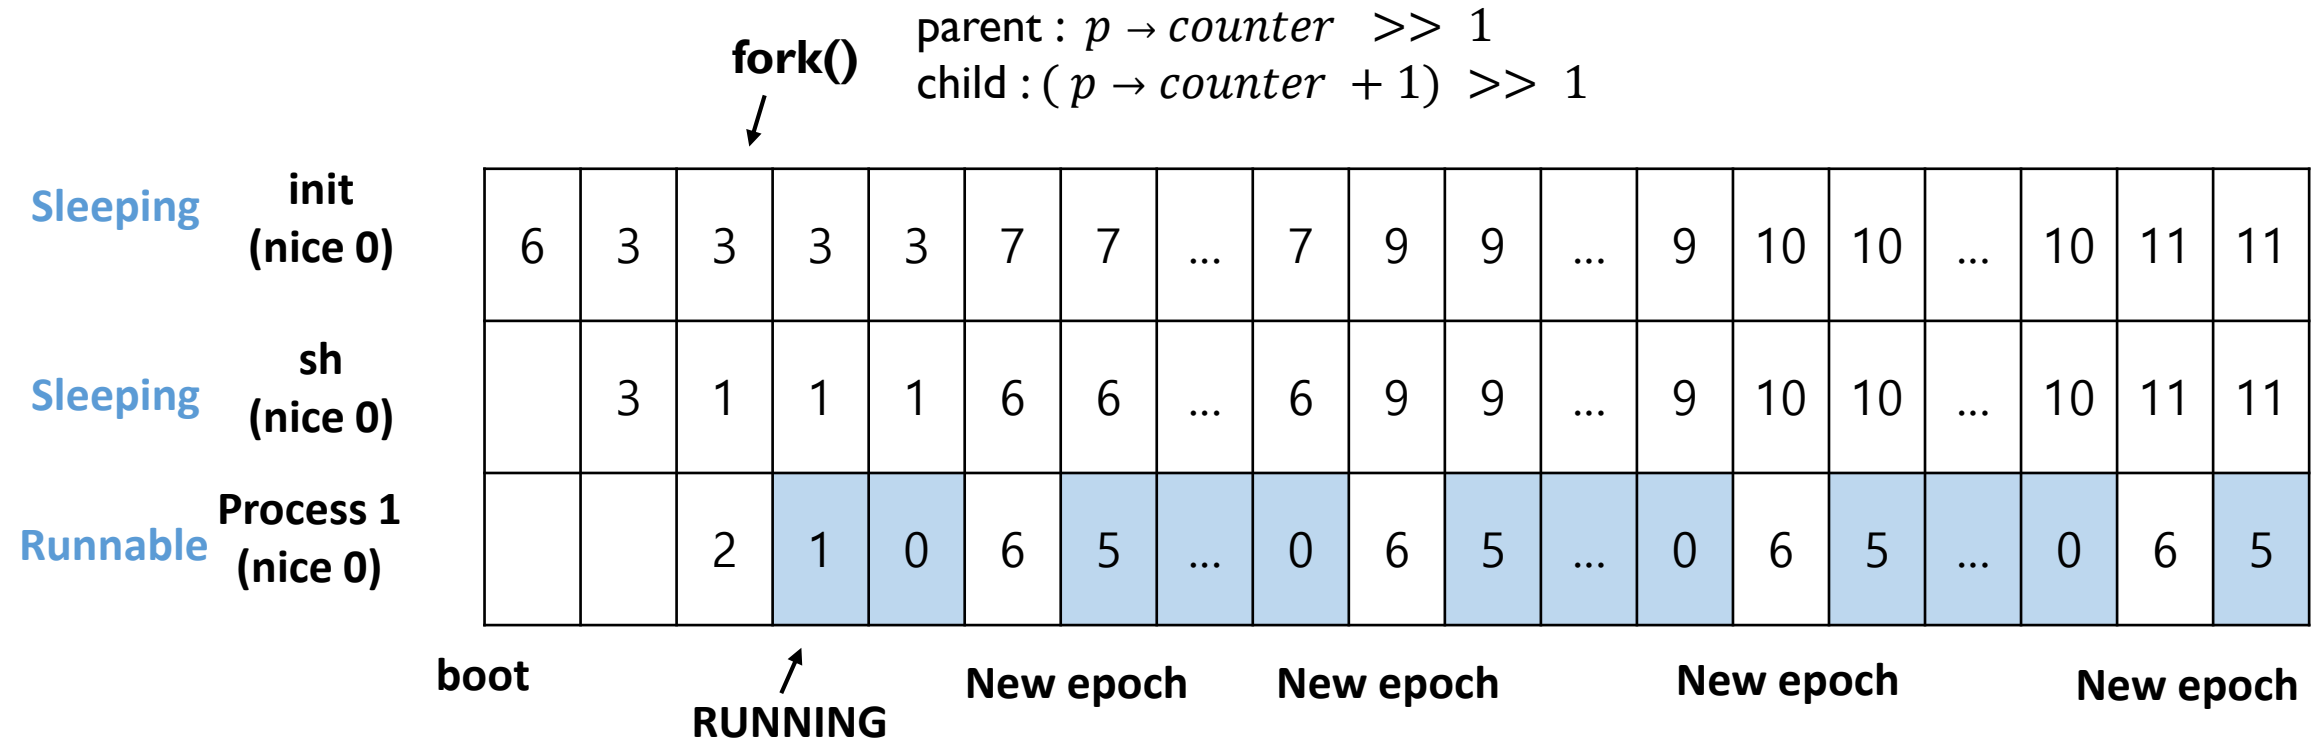 fork()
parent : p → counter >> 1
child : ( p → counter + 1) >> 1
Sleeping
init
(nice 0)
6 3 3 3 3 7 7 ... 7 9 9 ... 9 10 10 ... 10 11 11
Sleeping
sh
(nice 0)
3 1 1 1 6 6 ... 6 9 9 ... 9 10 10 ... 10 11 11
Runnable
Process 1
(nice 0)
2 1 0 6 5 ... 0 6 5 ... 0 6 5 ... 0 6 5
boot
RUNNING
New epoch
New epoch
New epoch
New epoch